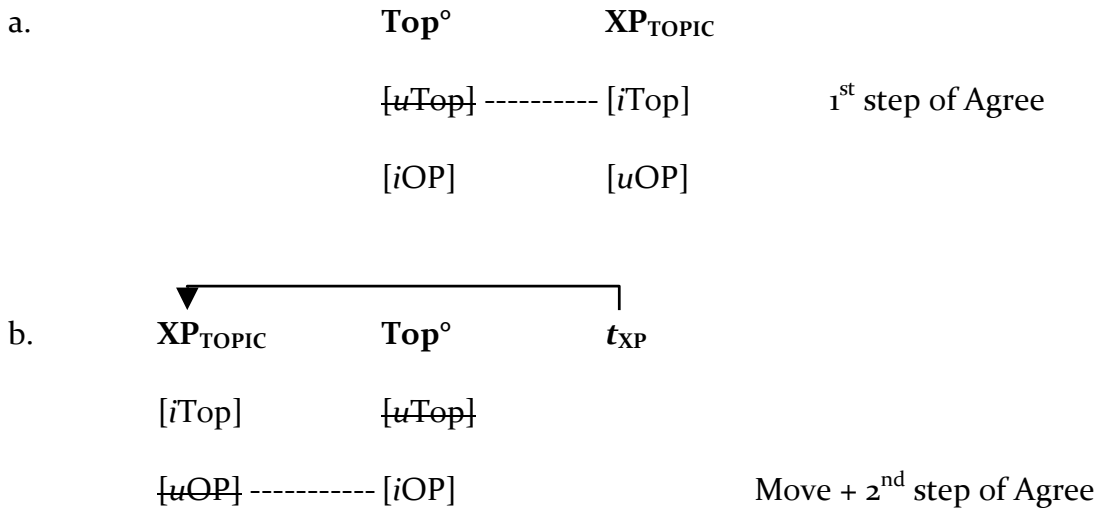 a. Top° XP_TOPIC
[uTop] ---------- [iTop] 1st step of Agree
[iOP] [uOP]
b. XP_TOPIC Top° t_XP
[iTop] [uTop]
[uOP] ----------- [iOP] Move + 2nd step of Agree